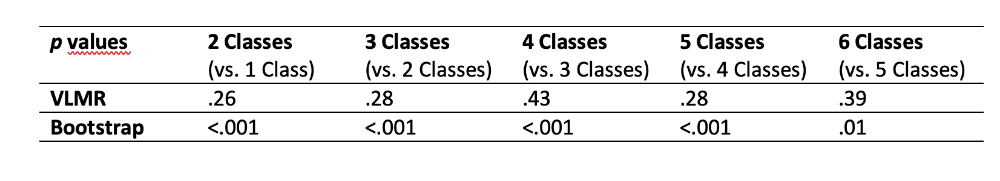 p values 2 Classes 3 Classes 4 Classes 5 Classes 6 Classes
(vs. 1 Class) (vs. 2 Classes) (vs. 3 Classes) (vs. 4 Classes) (vs. 5 Classes)
VLMR .26 .28 .43 .28 .39
Bootstrap <.001 <.001 <.001 <.001 .01